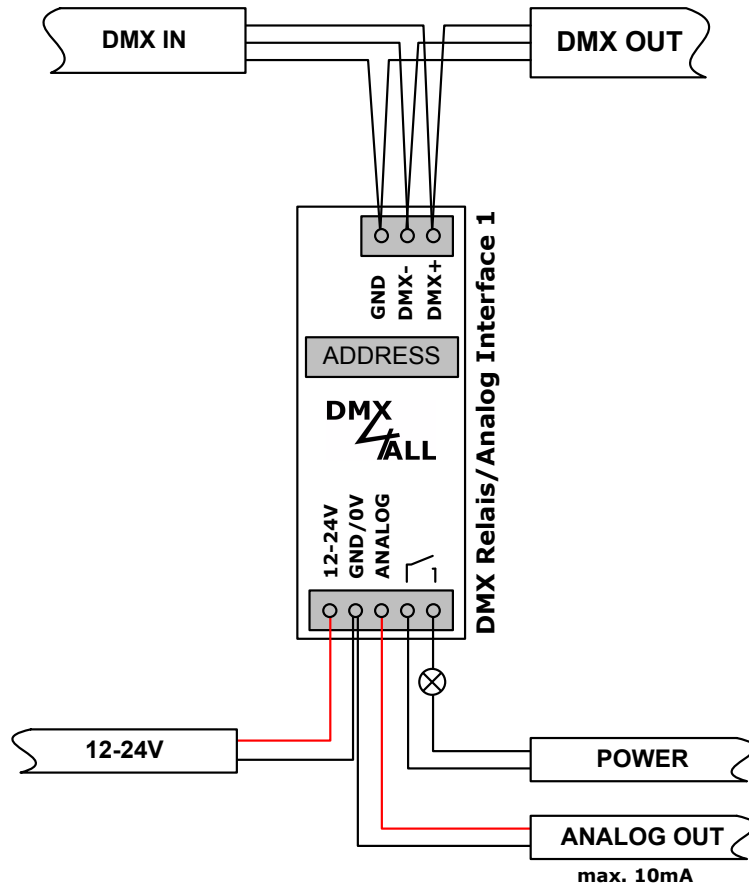 DMX IN
DMX OUT
GND
DMX-
DMX+
ADDRESS
DMX
4
ALL
DMX Relais/Analog Interface 1
12-24V
GND/0V
ANALOG
12-24V
POWER
ANALOG OUT
max. 10mA